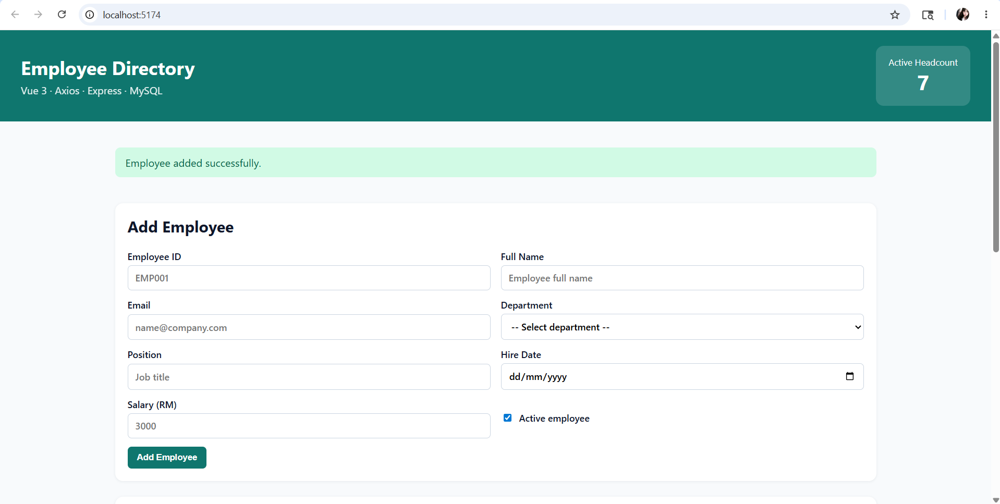 localhost:5174
Employee Directory
Vue 3 · Axios · Express · MySQL
Active Headcount
7
Employee added successfully.
Add Employee
Employee ID
Full Name
EMP001
Employee full name
Email
Department
name@company.com
-- Select department --
Position
Hire Date
Job title
dd/mm/yyyy
Salary (RM)
3000
Active employee
Add Employee